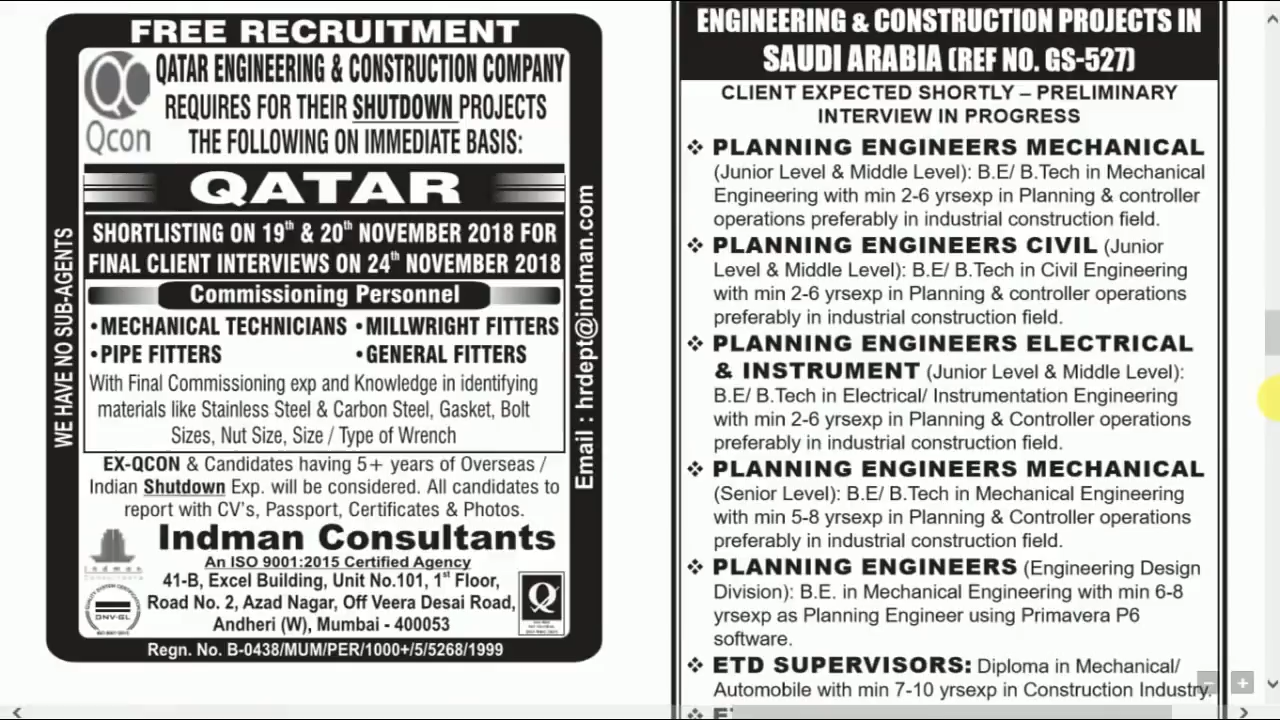 FREE RECRUITMENT
Qcon
QATAR ENGINEERING & CONSTRUCTION COMPANY
REQUIRES FOR THEIR SHUTDOWN PROJECTS
THE FOLLOWING ON IMMEDIATE BASIS:
QATAR
SHORTLISTING ON 19th & 20th NOVEMBER 2018 FOR
FINAL CLIENT INTERVIEWS ON 24th NOVEMBER 2018
Commissioning Personnel
•MECHANICAL TECHNICIANS •MILLWRIGHT FITTERS
•PIPE FITTERS •GENERAL FITTERS
With Final Commissioning exp and Knowledge in identifying
materials like Stainless Steel & Carbon Steel, Gasket, Bolt
Sizes, Nut Size, Size / Type of Wrench
EX-QCON & Candidates having 5+ years of Overseas /
Indian Shutdown Exp. will be considered. All candidates to
report with CV's, Passport, Certificates & Photos.
Indman Consultants
An ISO 9001:2015 Certified Agency
41-B, Excel Building, Unit No.101, 1st Floor,
Road No. 2, Azad Nagar, Off Veera Desai Road,
Andheri (W), Mumbai - 400053
Regn. No. B-0438/MUM/PER/1000+/5/5268/1999
WE HAVE NO SUB-AGENTS
Email : hrdept@indman.com
Indman
Consultants
DNV·GL
Q
ENGINEERING & CONSTRUCTION PROJECTS IN
SAUDI ARABIA (REF NO. GS-527)
CLIENT EXPECTED SHORTLY – PRELIMINARY
INTERVIEW IN PROGRESS
❖ PLANNING ENGINEERS MECHANICAL
(Junior Level & Middle Level): B.E/ B.Tech in Mechanical
Engineering with min 2-6 yrsexp in Planning & controller
operations preferably in industrial construction field.
❖ PLANNING ENGINEERS CIVIL (Junior
Level & Middle Level): B.E/ B.Tech in Civil Engineering
with min 2-6 yrsexp in Planning & controller operations
preferably in industrial construction field.
❖ PLANNING ENGINEERS ELECTRICAL
& INSTRUMENT (Junior Level & Middle Level):
B.E/ B.Tech in Electrical/ Instrumentation Engineering
with min 2-6 yrsexp in Planning & Controller operations
preferably in industrial construction field.
❖ PLANNING ENGINEERS MECHANICAL
(Senior Level): B.E/ B.Tech in Mechanical Engineering
with min 5-8 yrsexp in Planning & Controller operations
preferably in industrial construction field.
❖ PLANNING ENGINEERS (Engineering Design
Division): B.E. in Mechanical Engineering with min 6-8
yrsexp as Planning Engineer using Primavera P6
software.
❖ ETD SUPERVISORS: Diploma in Mechanical/
Automobile with min 7-10 yrsexp in Construction Industry.